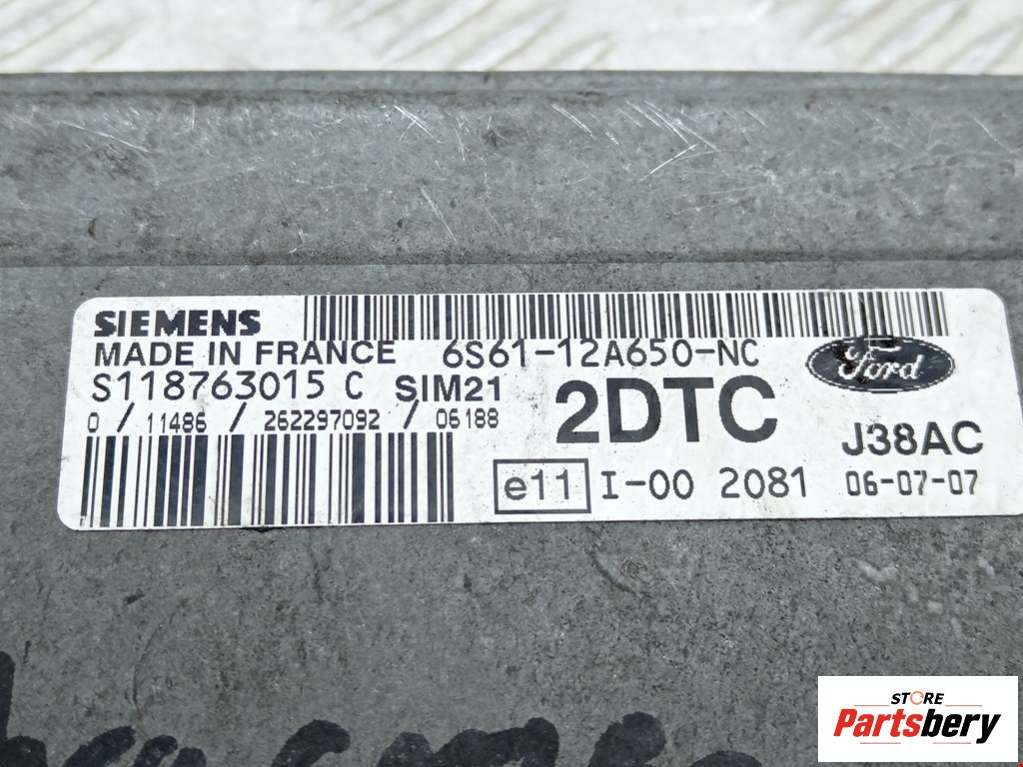 SIEMENS
MADE IN FRANCE 6S61-12A650-NC
S118763015 C SIM21 2DTC Ford
0 / 11486 / 262297092 / 06188 J38AC
e11 I-00 2081 06-07-07
STORE
Partsbery